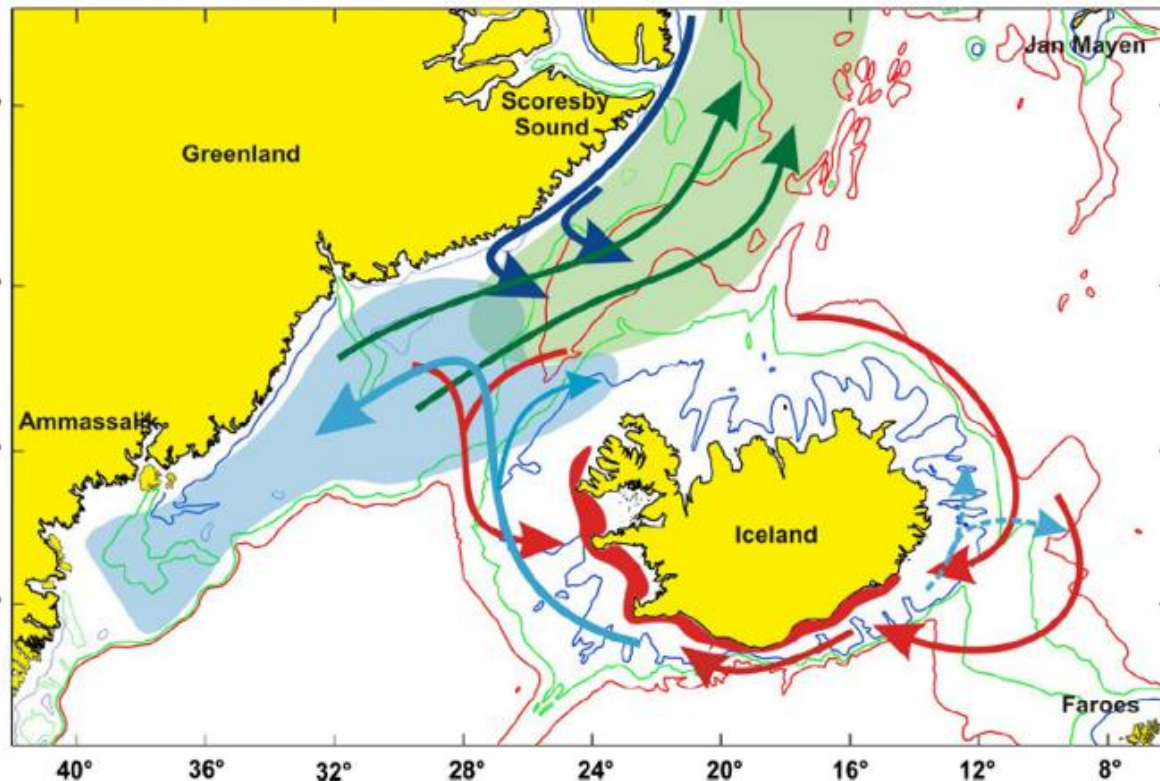 Jan Mayen
Scoresby
Sound
Greenland
Ammassalik
Iceland
Faroes
40° 36° 32° 28° 24° 20° 16° 12° 8°